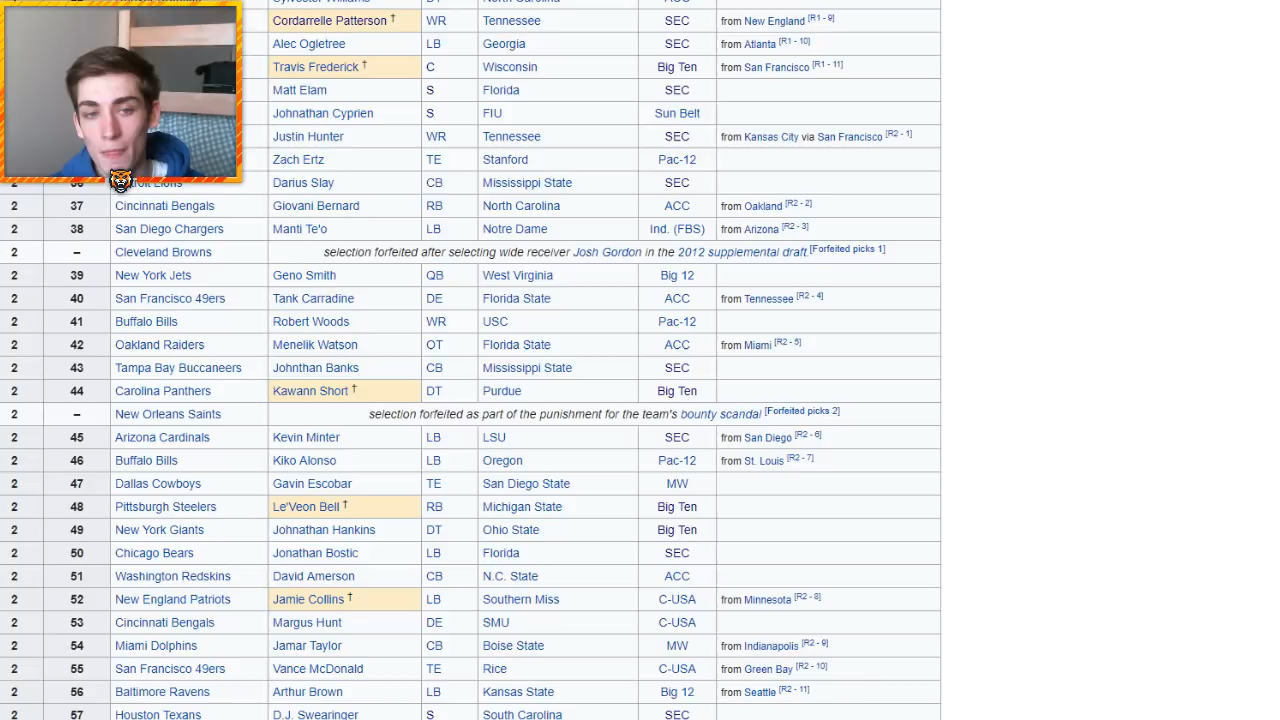 Cordarrelle Patterson † WR Tennessee SEC from New England [R1 - 9]
Alec Ogletree LB Georgia SEC from Atlanta [R1 - 10]
Travis Frederick † C Wisconsin Big Ten from San Francisco [R1 - 11]
Matt Elam S Florida SEC
Johnathan Cyprien S FIU Sun Belt
Justin Hunter WR Tennessee SEC from Kansas City via San Francisco [R2 - 1]
Zach Ertz TE Stanford Pac-12
Lions Darius Slay CB Mississippi State SEC
2 37 Cincinnati Bengals Giovani Bernard RB North Carolina ACC from Oakland [R2 - 2]
2 38 San Diego Chargers Manti Te'o LB Notre Dame Ind. (FBS) from Arizona [R2 - 3]
2 – Cleveland Browns selection forfeited after selecting wide receiver Josh Gordon in the 2012 supplemental draft.[Forfeited picks 1]
2 39 New York Jets Geno Smith QB West Virginia Big 12
2 40 San Francisco 49ers Tank Carradine DE Florida State ACC from Tennessee [R2 - 4]
2 41 Buffalo Bills Robert Woods WR USC Pac-12
2 42 Oakland Raiders Menelik Watson OT Florida State ACC from Miami [R2 - 5]
2 43 Tampa Bay Buccaneers Johnthan Banks CB Mississippi State SEC
2 44 Carolina Panthers Kawann Short † DT Purdue Big Ten
2 – New Orleans Saints selection forfeited as part of the punishment for the team's bounty scandal [Forfeited picks 2]
2 45 Arizona Cardinals Kevin Minter LB LSU SEC from San Diego [R2 - 6]
2 46 Buffalo Bills Kiko Alonso LB Oregon Pac-12 from St. Louis [R2 - 7]
2 47 Dallas Cowboys Gavin Escobar TE San Diego State MW
2 48 Pittsburgh Steelers Le'Veon Bell † RB Michigan State Big Ten
2 49 New York Giants Johnathan Hankins DT Ohio State Big Ten
2 50 Chicago Bears Jonathan Bostic LB Florida SEC
2 51 Washington Redskins David Amerson CB N.C. State ACC
2 52 New England Patriots Jamie Collins † LB Southern Miss C-USA from Minnesota [R2 - 8]
2 53 Cincinnati Bengals Margus Hunt DE SMU C-USA
2 54 Miami Dolphins Jamar Taylor CB Boise State MW from Indianapolis [R2 - 9]
2 55 San Francisco 49ers Vance McDonald TE Rice C-USA from Green Bay [R2 - 10]
2 56 Baltimore Ravens Arthur Brown LB Kansas State Big 12 from Seattle [R2 - 11]
2 57 Houston Texans D.J. Swearinger S South Carolina SEC